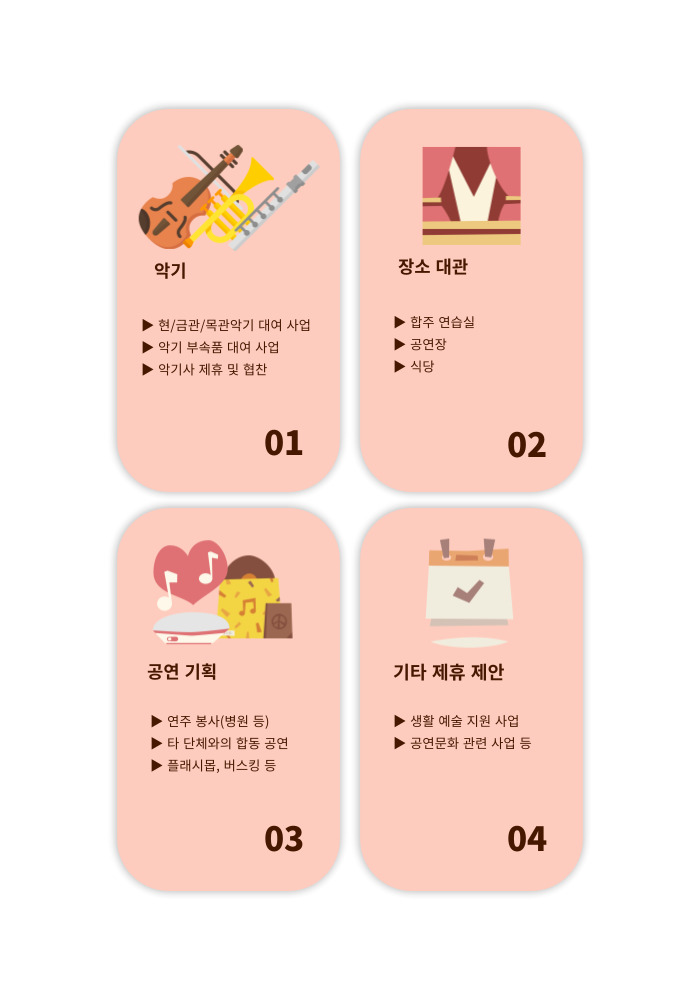 악기
▶ 현/금관/목관악기 대여 사업
▶ 악기 부속품 대여 사업
▶ 악기사 제휴 및 협찬
01
장소 대관
▶ 합주 연습실
▶ 공연장
▶ 식당
02
공연 기획
▶ 연주 봉사(병원 등)
▶ 타 단체와의 합동 공연
▶ 플래시몹, 버스킹 등
03
기타 제휴 제안
▶ 생활 예술 지원 사업
▶ 공연문화 관련 사업 등
04